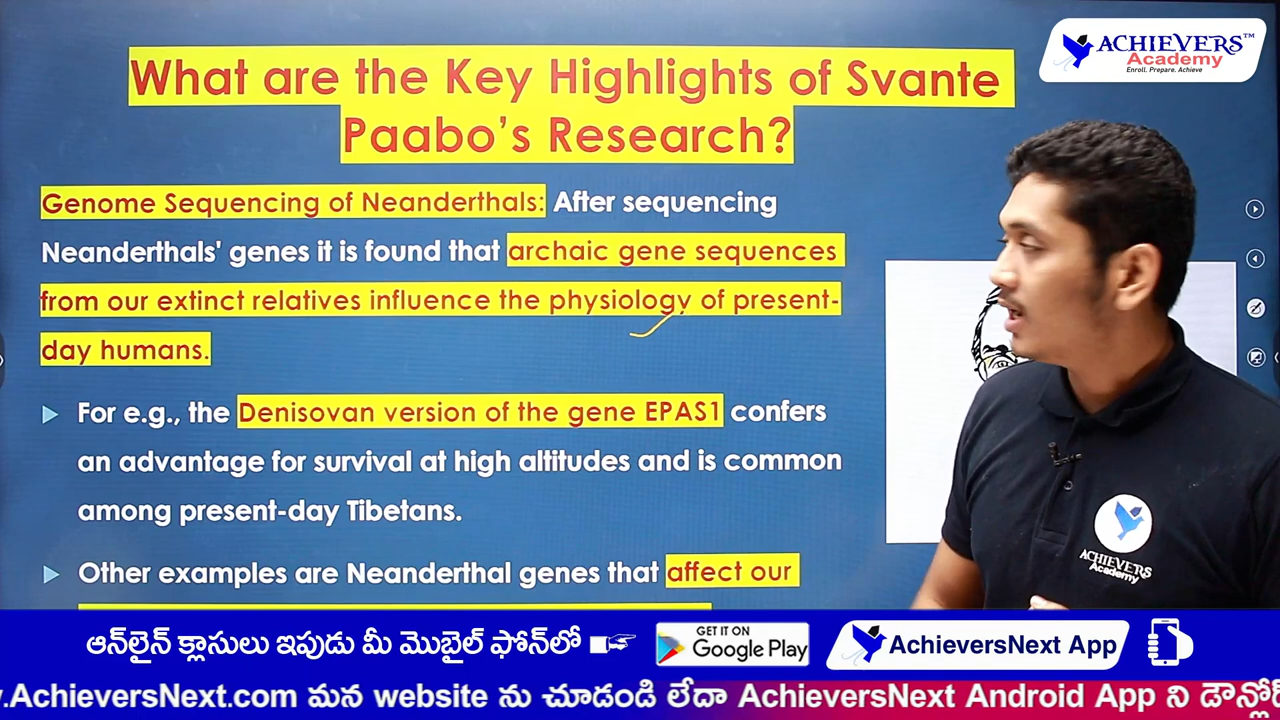 ACHIEVERS™
Academy
Enroll. Prepare. Achieve
What are the Key Highlights of Svante
Paabo’s Research?
Genome Sequencing of Neanderthals: After sequencing
Neanderthals' genes it is found that archaic gene sequences
from our extinct relatives influence the physiology of present-
day humans.
For e.g., the Denisovan version of the gene EPAS1 confers
an advantage for survival at high altitudes and is common
among present-day Tibetans.
Other examples are Neanderthal genes that affect our
ACHIEVERS
Academy
ఆన్‌లైన్ క్లాసులు ఇపుడు మీ మొబైల్ ఫోన్‌లో
GET IT ON
Google Play
AchieversNext App
.AchieversNext.com మన website ను చూడండి లేదా AchieversNext Android App ని